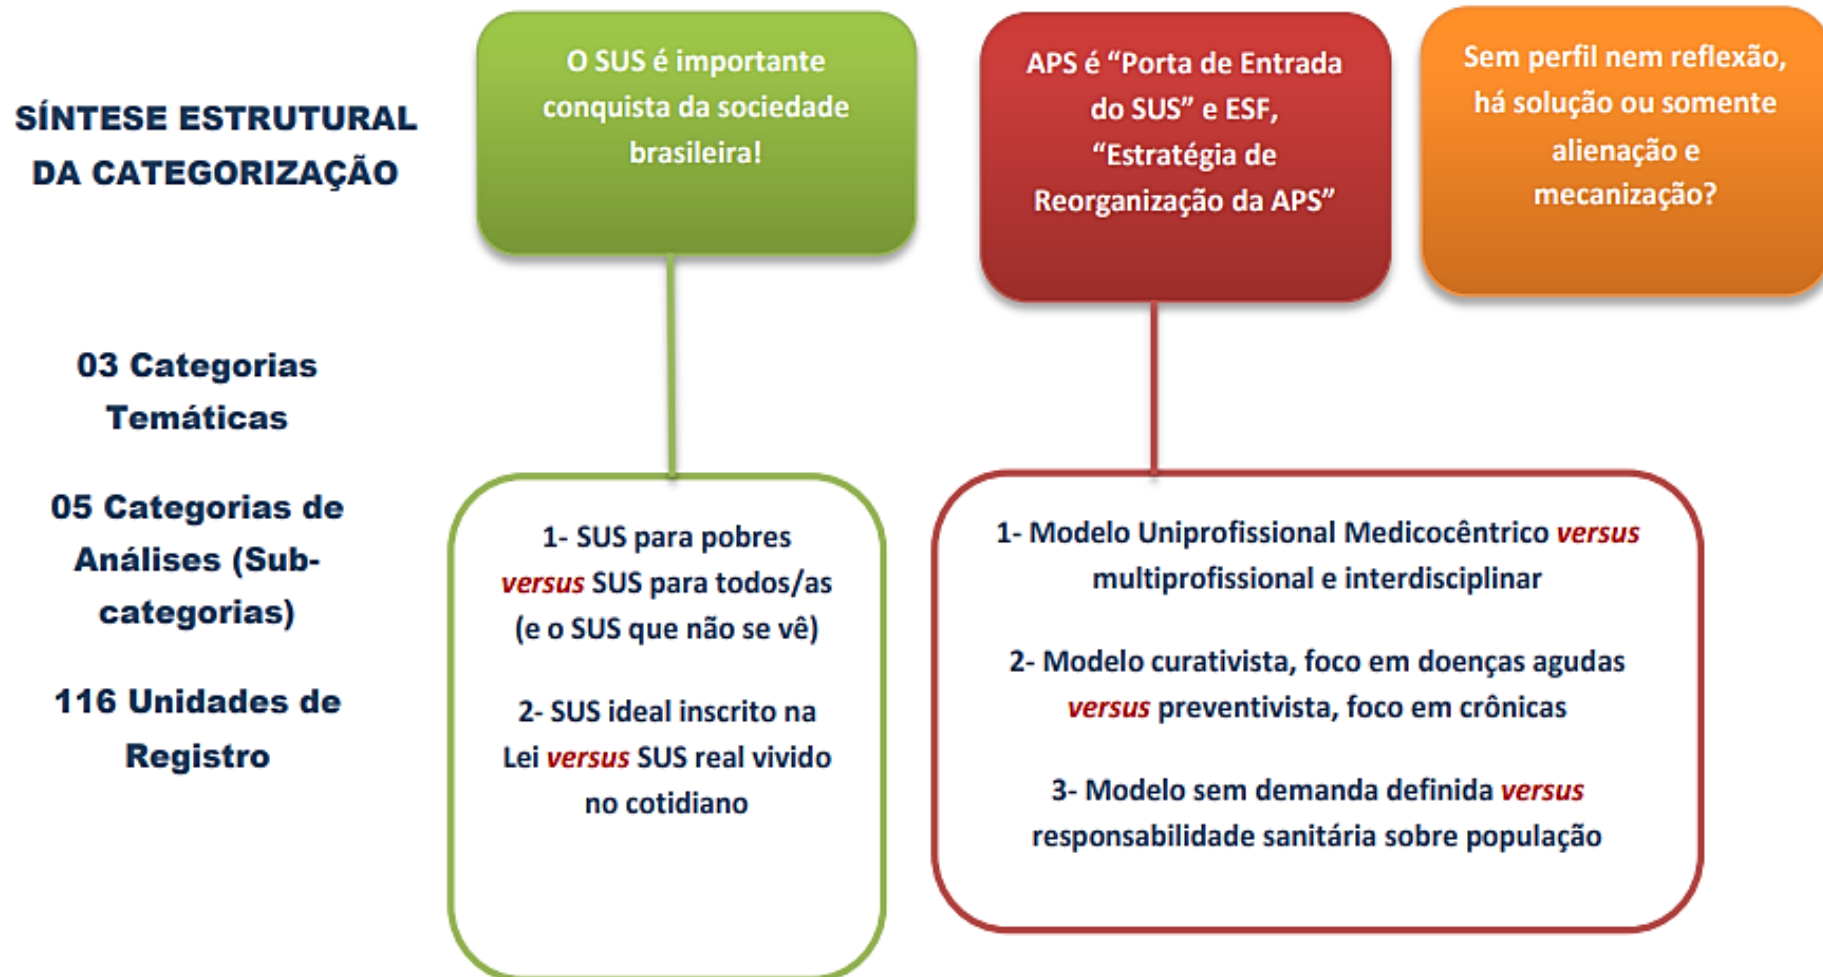 SÍNTESE ESTRUTURAL
DA CATEGORIZAÇÃO
03 Categorias
Temáticas
05 Categorias de
Análises (Sub-
categorias)
116 Unidades de
Registro
O SUS é importante
conquista da sociedade
brasileira!
1- SUS para pobres
versus SUS para todos/as
(e o SUS que não se vê)
2- SUS ideal inscrito na
Lei versus SUS real vivido
no cotidiano
APS é “Porta de Entrada
do SUS” e ESF,
“Estratégia de
Reorganização da APS”
1- Modelo Uniprofissional Medicocêntrico versus
multiprofissional e interdisciplinar
2- Modelo curativista, foco em doenças agudas
versus preventivista, foco em crônicas
3- Modelo sem demanda definida versus
responsabilidade sanitária sobre população
Sem perfil nem reflexão,
há solução ou somente
alienação e
mecanização?